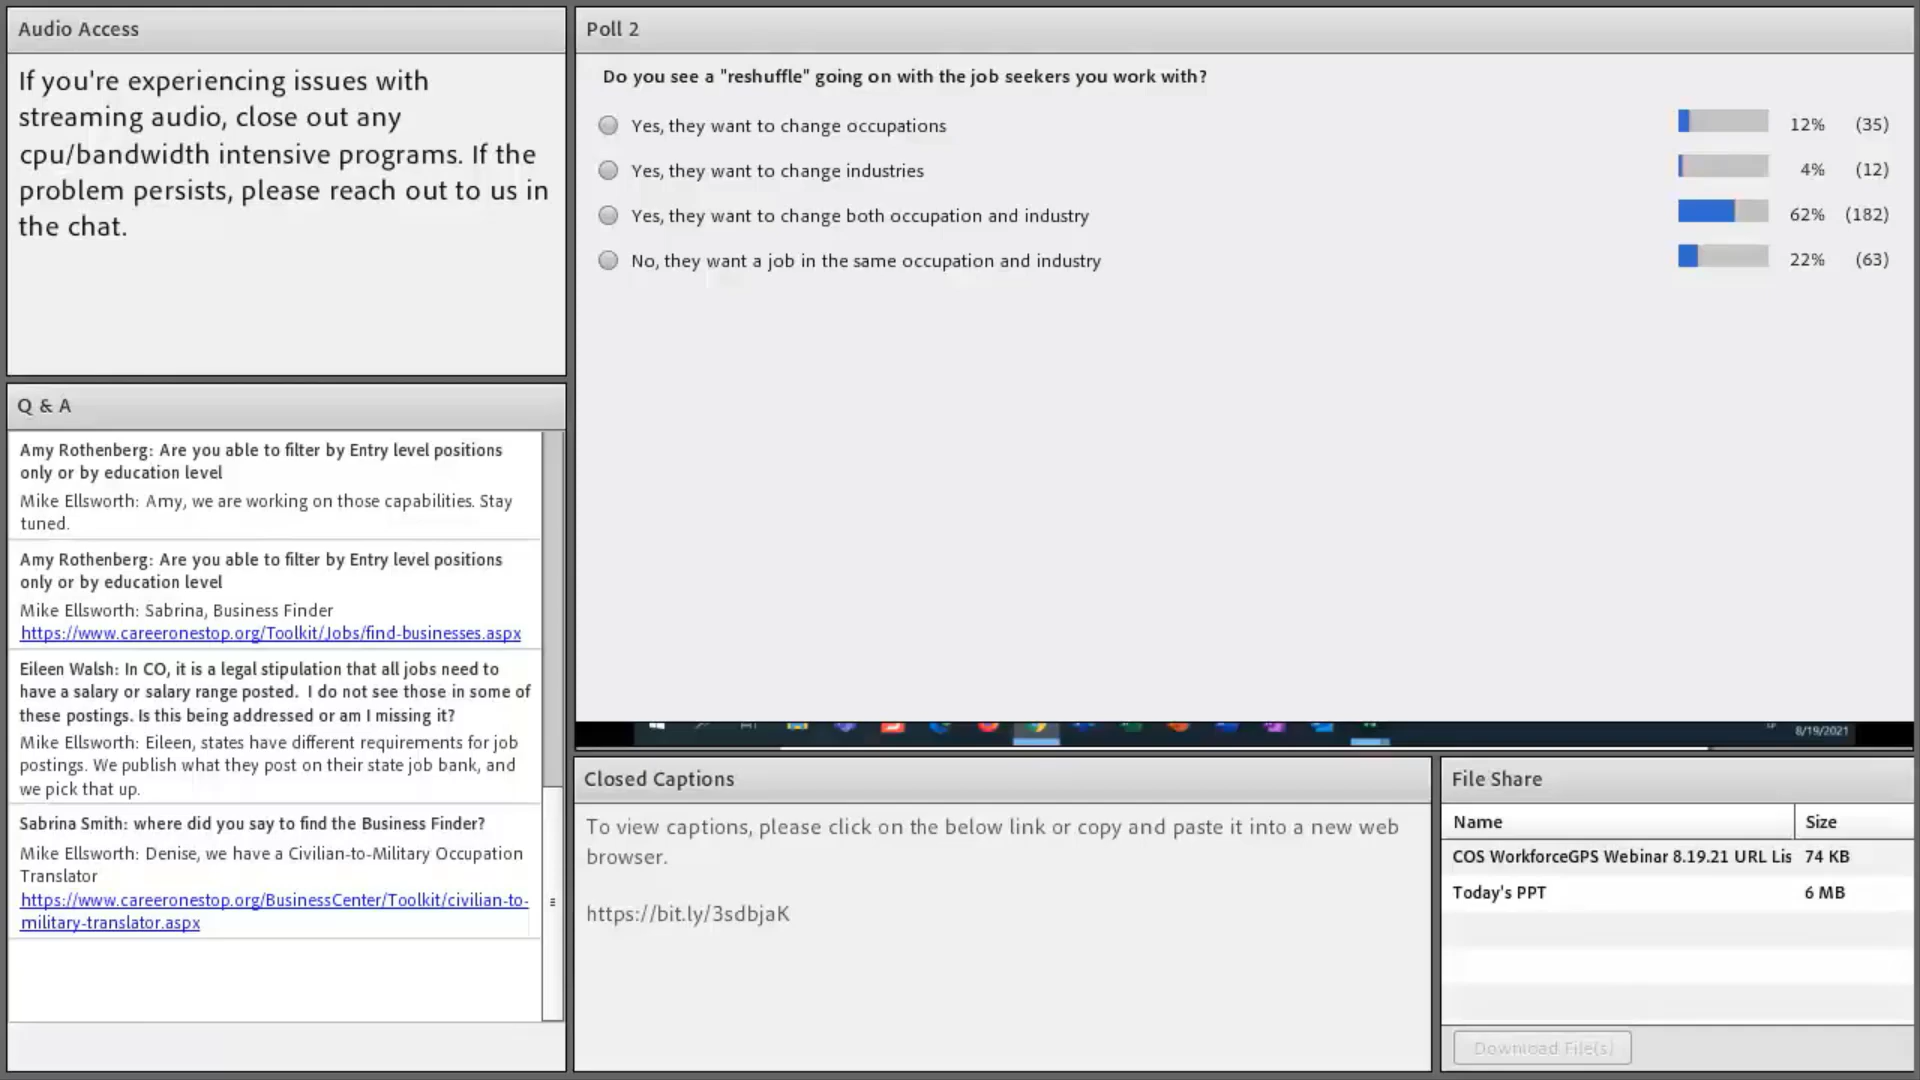 Audio Access
If you're experiencing issues with
streaming audio, close out any
cpu/bandwidth intensive programs. If the
problem persists, please reach out to us in
the chat.
Poll 2
Do you see a "reshuffle" going on with the job seekers you work with?
Yes, they want to change occupations 12% (35)
Yes, they want to change industries 4% (12)
Yes, they want to change both occupation and industry 62% (182)
No, they want a job in the same occupation and industry 22% (63)
8/19/2021
Q & A
Amy Rothenberg: Are you able to filter by Entry level positions
only or by education level
Mike Ellsworth: Amy, we are working on those capabilities. Stay
tuned.
Amy Rothenberg: Are you able to filter by Entry level positions
only or by education level
Mike Ellsworth: Sabrina, Business Finder
https://www.careeronestop.org/Toolkit/Jobs/find-businesses.aspx
Eileen Walsh: In CO, it is a legal stipulation that all jobs need to
have a salary or salary range posted. I do not see those in some of
these postings. Is this being addressed or am I missing it?
Mike Ellsworth: Eileen, states have different requirements for job
postings. We publish what they post on their state job bank, and
we pick that up.
Sabrina Smith: where did you say to find the Business Finder?
Mike Ellsworth: Denise, we have a Civilian-to-Military Occupation
Translator
https://www.careeronestop.org/BusinessCenter/Toolkit/civilian-to-
military-translator.aspx
Closed Captions
To view captions, please click on the below link or copy and paste it into a new web
browser.
https://bit.ly/3sdbjaK
File Share
Name Size
COS WorkforceGPS Webinar 8.19.21 URL Lis 74 KB
Today's PPT 6 MB
Download File(s)